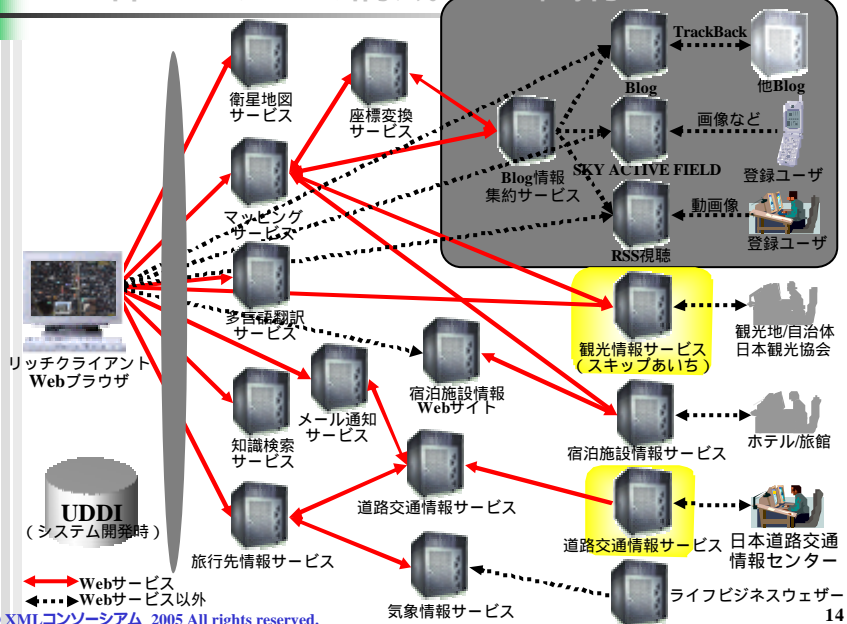 TrackBack
Blog
他Blog
衛星地図
サービス
座標変換
サービス
画像など
Blog情報
集約サービス
SKY ACTIVE FIELD
登録ユーザ
マッピング
サービス
動画像
RSS視聴
登録ユーザ
多言語翻訳
サービス
観光情報サービス
（スキップあいち）
観光地/自治体
日本観光協会
リッチクライアント
Webブラウザ
宿泊施設情報
Webサイト
メール通知
サービス
知識検索
サービス
宿泊施設情報サービス
ホテル/旅館
UDDI
（システム開発時）
道路交通情報サービス
道路交通情報サービス
日本道路交通
情報センター
旅行先情報サービス
Webサービス
Webサービス以外
気象情報サービス
ライフビジネスウェザー
XMLコンソーシアム 2005 All rights reserved.
14